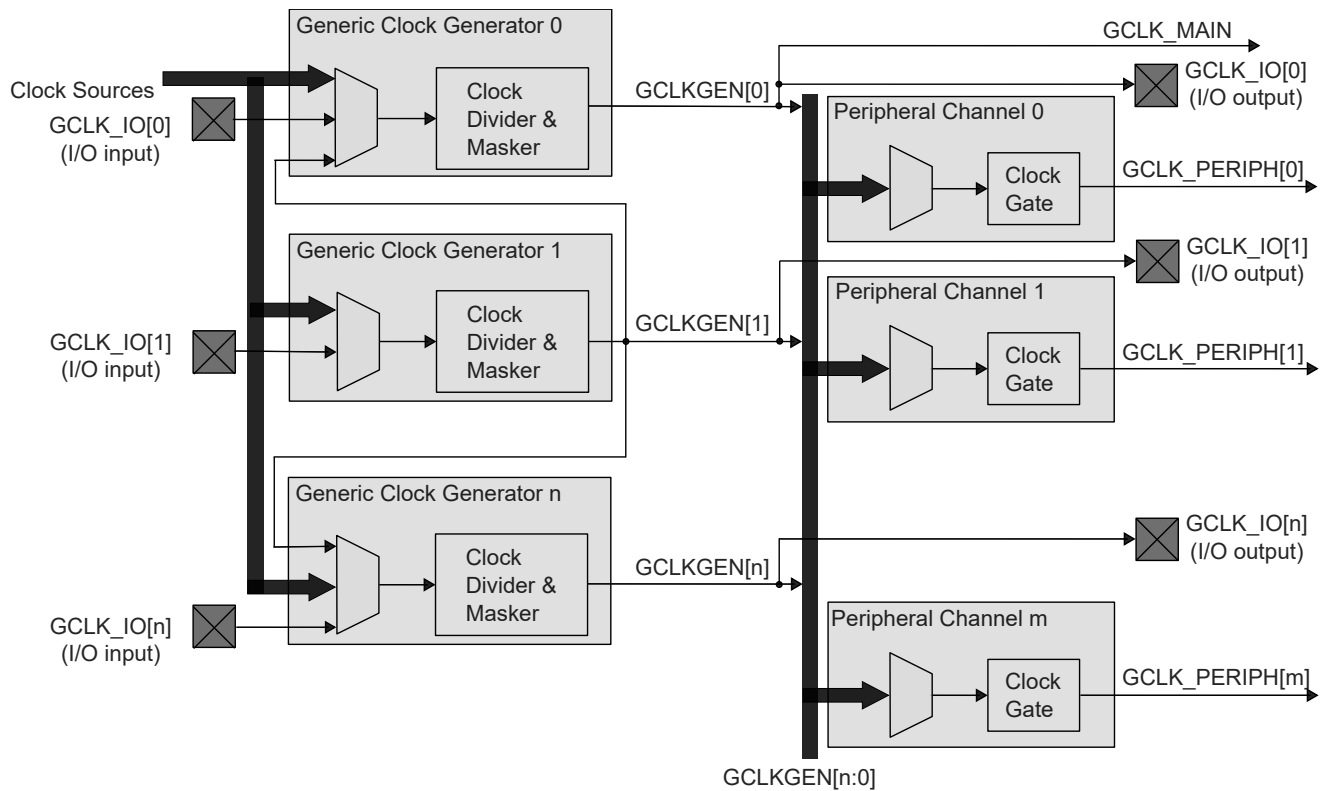 Generic Clock Generator 0
GCLK_MAIN
Clock Sources
GCLK_IO[0]
(I/O input)
Clock
Divider &
Masker
GCLKGEN[0]
GCLK_IO[0]
(I/O output)
Peripheral Channel 0
Clock
Gate
GCLK_PERIPH[0]
Generic Clock Generator 1
GCLK_IO[1]
(I/O input)
Clock
Divider &
Masker
GCLKGEN[1]
GCLK_IO[1]
(I/O output)
Peripheral Channel 1
Clock
Gate
GCLK_PERIPH[1]
Generic Clock Generator n
GCLK_IO[n]
(I/O input)
Clock
Divider &
Masker
GCLKGEN[n]
GCLK_IO[n]
(I/O output)
Peripheral Channel m
Clock
Gate
GCLK_PERIPH[m]
GCLKGEN[n:0]